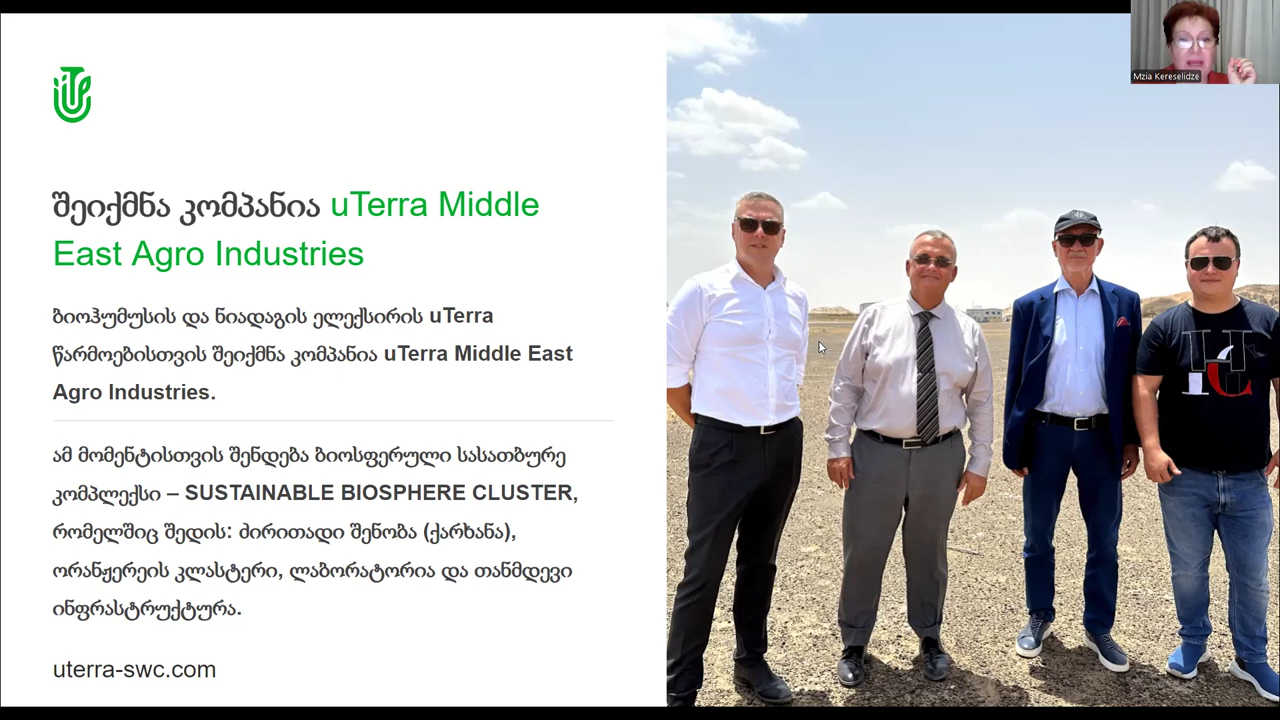 შეიქმნა კომპანია uTerra Middle
East Agro Industries
ბიოჰუმუსის და ნიადაგის ელექსირის uTerra
წარმოებისთვის შეიქმნა კომპანია uTerra Middle East
Agro Industries.
ამ მომენტისთვის შენდება ბიოსფერული სასათბურე
კომპლექსი – SUSTAINABLE BIOSPHERE CLUSTER,
რომელშიც შედის: ძირითადი შენობა (ქარხანა),
ორანჟერეის კლასტერი, ლაბორატორია და თანმდევი
ინფრასტრუქტურა.
uterra-swc.com
Mzia Kereselidze